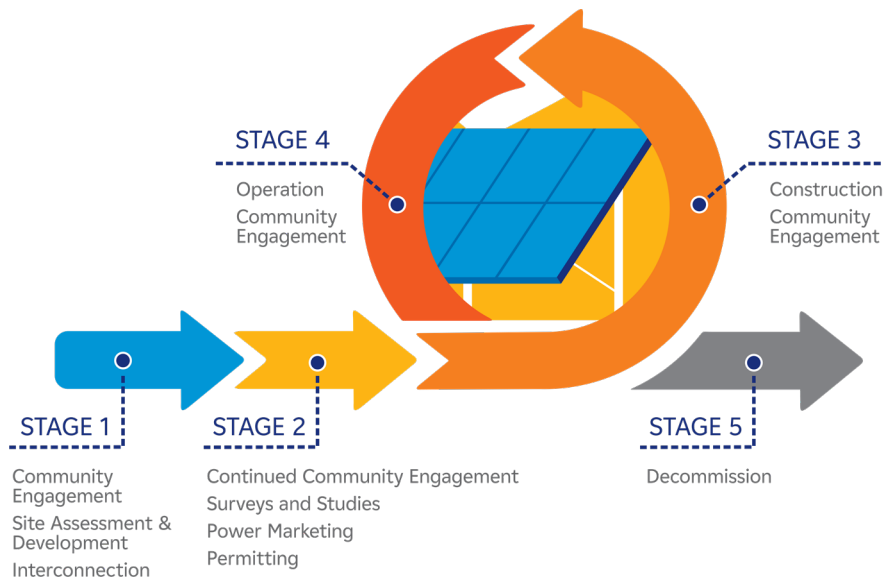 STAGE 4
Operation
Community
Engagement
STAGE 3
Construction
Community
Engagement
STAGE 1
Community
Engagement
Site Assessment &
Development
Interconnection
STAGE 2
Continued Community Engagement
Surveys and Studies
Power Marketing
Permitting
STAGE 5
Decommission